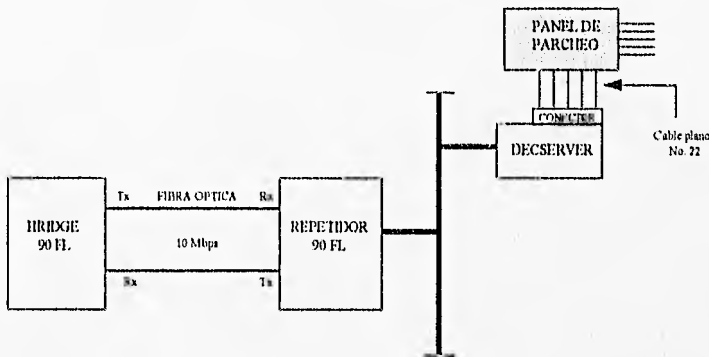 PANEL DE
PARCHEO
CONECTOR
DECSERVER
Cable plano
No. 22
Tx FIBRA OPTICA Rx
BRIDGE
90 FL
10 Mbps
REPETIDOR
90 FL
Rx Tx